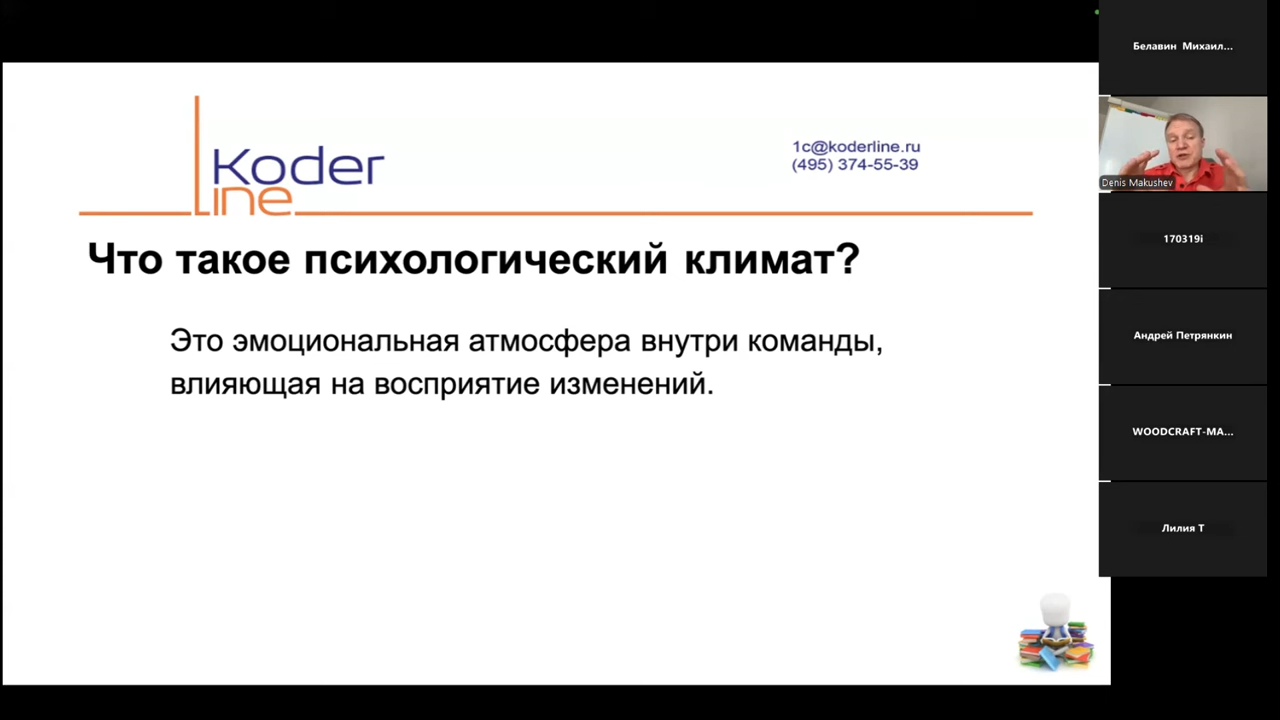 Koder
Line
1c@koderline.ru
(495) 374-55-39
Что такое психологический климат?
Это эмоциональная атмосфера внутри команды,
влияющая на восприятие изменений.
Белавин Михаил...
Denis Makushev
170319i
Андрей Петрянкин
WOODCRAFT-MA...
Лилия Т